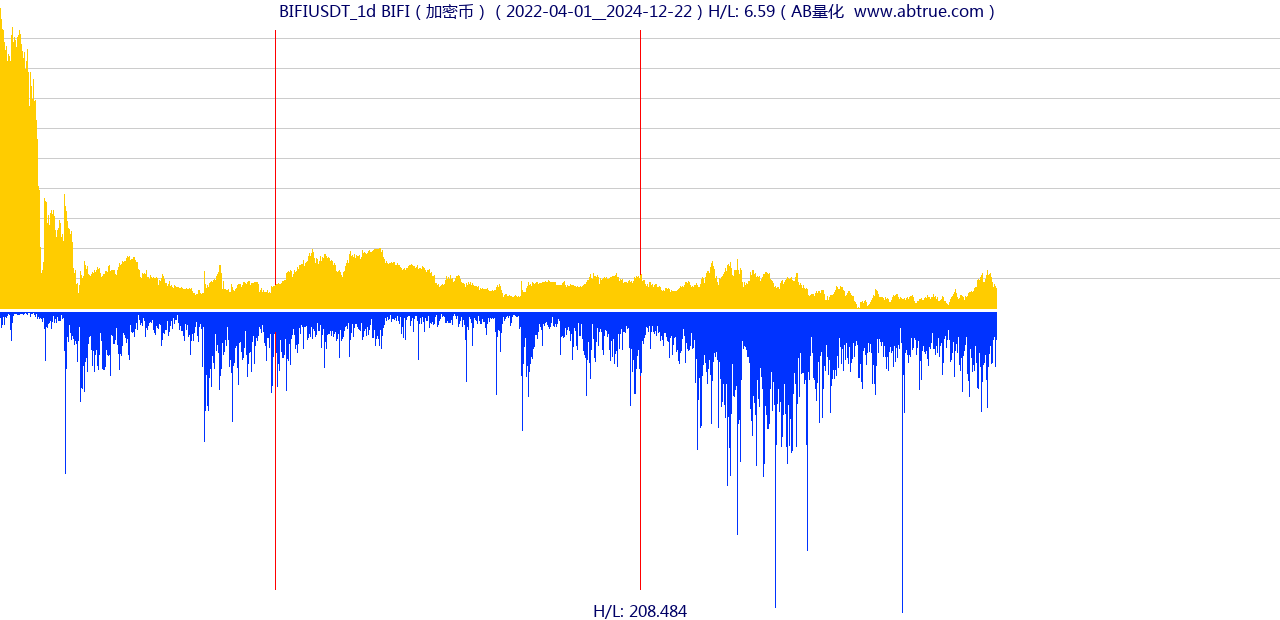 BIFIUSDT_1d BIFI ( 加密币 ) ( 2022-04-01__2024-12-22 ) H/L: 6.59 ( AB量化  www.abtrue.com )
H/L: 208.484